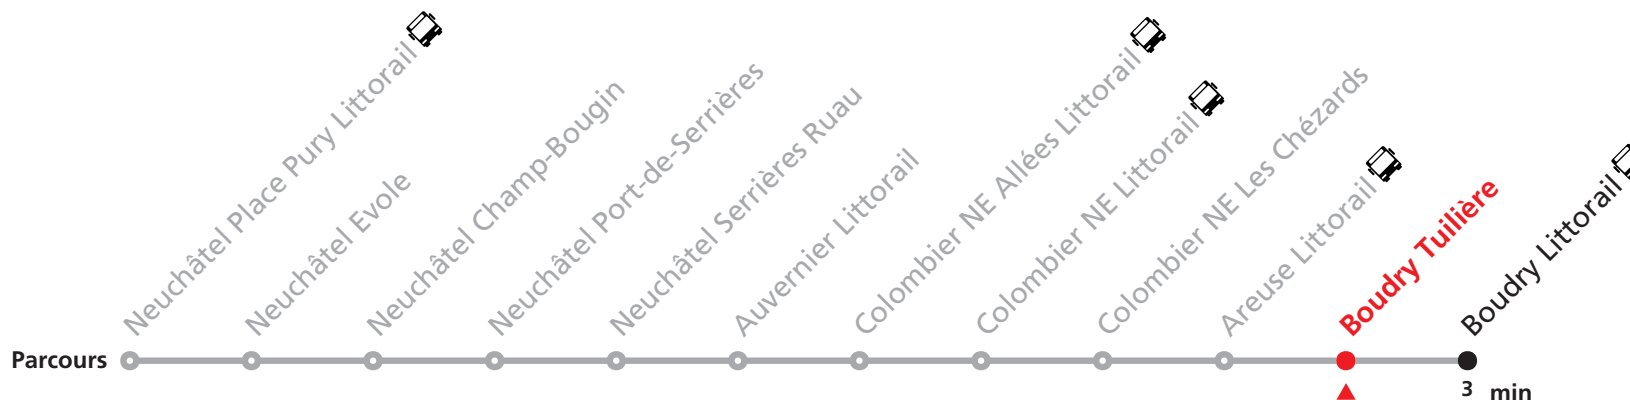 Neuchâtel Place Pury Littorail
Neuchâtel Evole
Neuchâtel Champ-Bougin
Neuchâtel Port-de-Serrières
Neuchâtel Serrières Ruau
Auvernier Littorail
Colombier NE Allées Littorail
Colombier NE Littorail
Colombier NE Les Chézards
Areuse Littorail
Boudry Tuilière
Boudry Littorail
Parcours
3 min